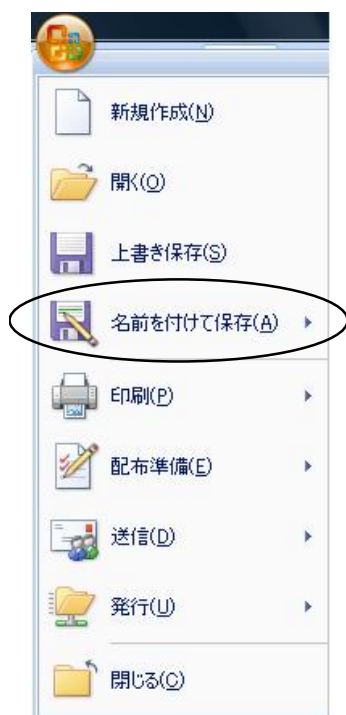 新規作成(N)
開く(O)
上書き保存(S)
名前を付けて保存(A)
印刷(P)
配布準備(E)
送信(D)
発行(U)
閉じる(C)